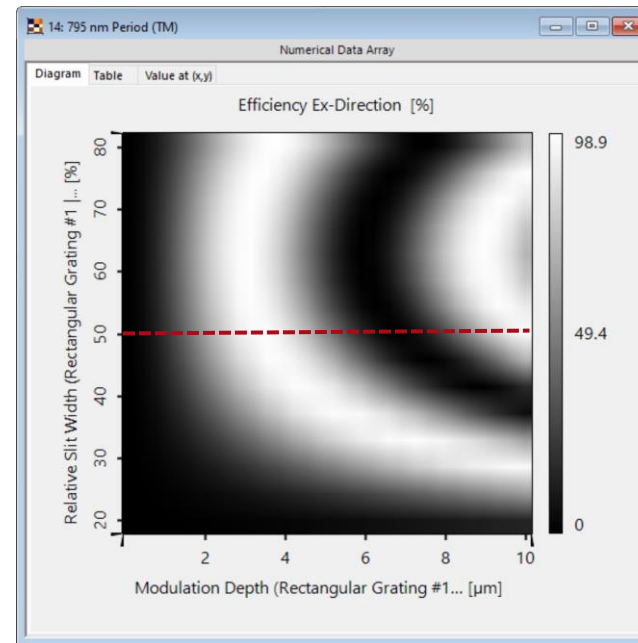 14: 795 nm Period (TM)
Numerical Data Array
Diagram Table Value at (x,y)
Efficiency Ex-Direction [%]
Relative Slit Width (Rectangular Grating #1 |... [%]
80
70
60
50
40
30
20
98.9
49.4
0
2 4 6 8 10
Modulation Depth (Rectangular Grating #1... [µm]